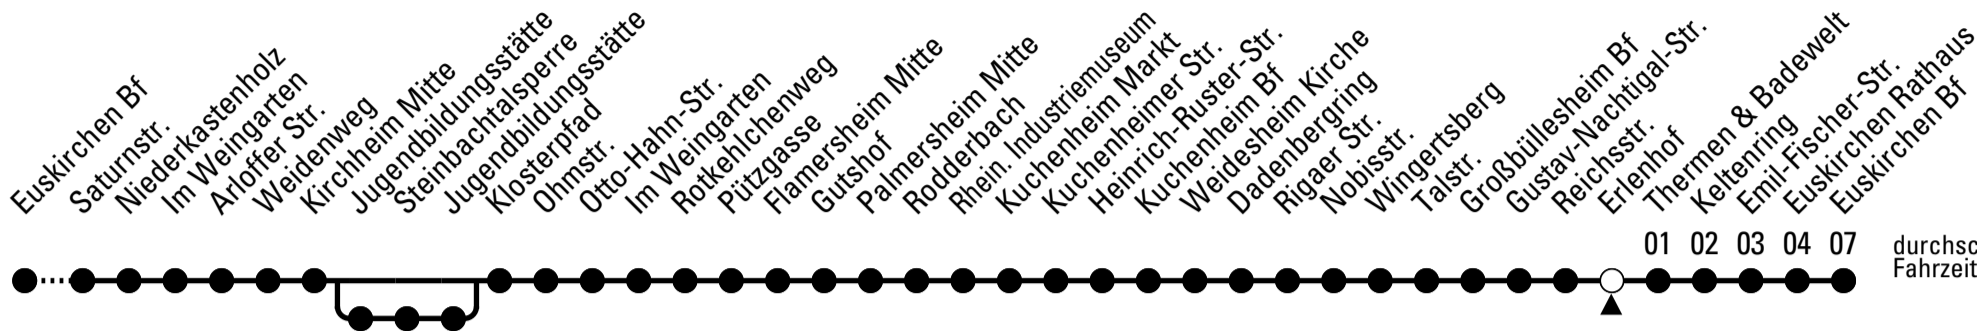 Euskirchen Bf
Saturnstr.
Niederkastenholz
Im Weingarten
Arloffer Str.
Weidenweg
Kirchheim Mitte
Jugendbildungsstätte
Steinbachtalsperre
Jugendbildungsstätte
Klosterpfad
Ohmstr.
Otto-Hahn-Str.
Im Weingarten
Rotkehlchenweg
Pützgasse
Flamersheim Mitte
Gutshof
Palmersheim Mitte
Rodderbach
Rhein. Industriemuseum
Kuchenheim Markt
Kuchenheimer Str.
Heinrich-Ruster-Str.
Kuchenheim Bf
Weidesheim Kirche
Dadenbergring
Rigaer Str.
Nobisstr.
Wingertsberg
Talstr.
Großbüllesheim Bf
Gustav-Nachtigal-Str.
Reichsstr.
Erlenhof
Thermen & Badewelt
Keltenring
Emil-Fischer-Str.
Euskirchen Rathaus
Euskirchen Bf
01 02 03 04 07
durchsc
Fahrzeit